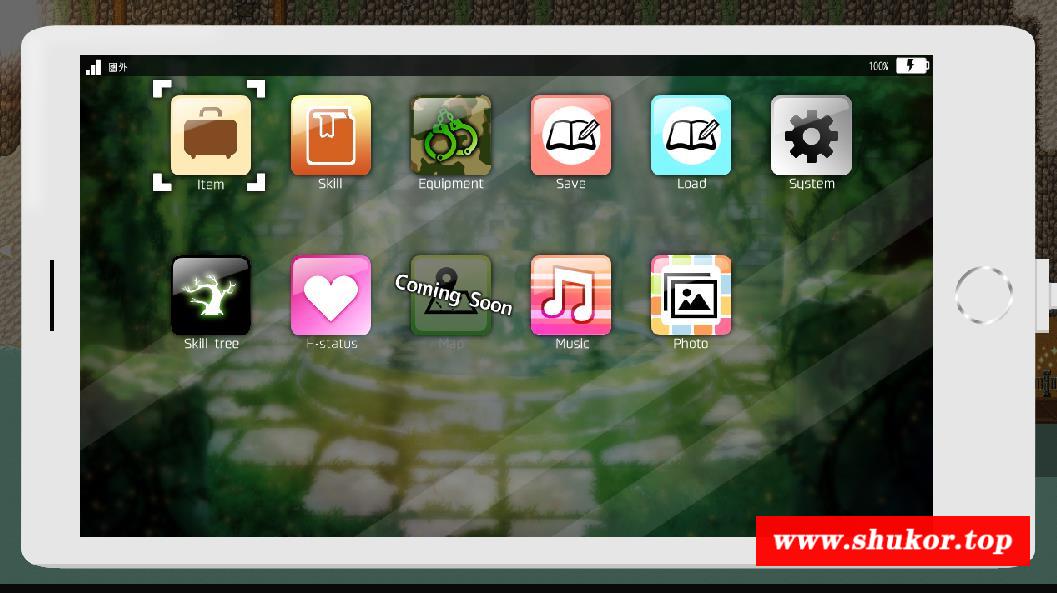 圏外
100%
Item
Skill
Equipment
Save
Load
System
Coming Soon
Skill tree
H-status
Map
Music
Photo
www.shukor.top